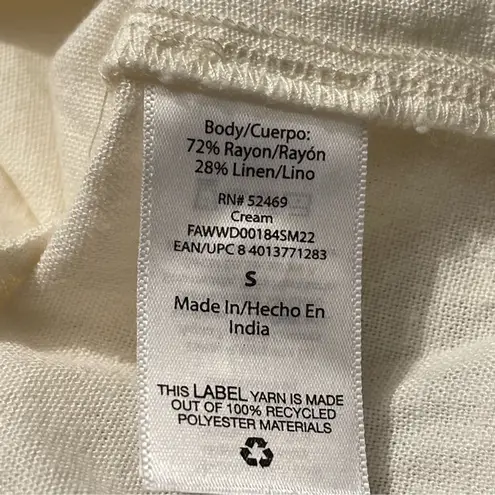 Body/Cuerpo:
72% Rayon/Rayón
28% Linen/Lino
RN# 52469
Cream
FAWWD00184SM22
EAN/UPC 8 4013771283
S
Made In/Hecho En
India
THIS LABEL YARN IS MADE
OUT OF 100% RECYCLED
POLYESTER MATERIALS